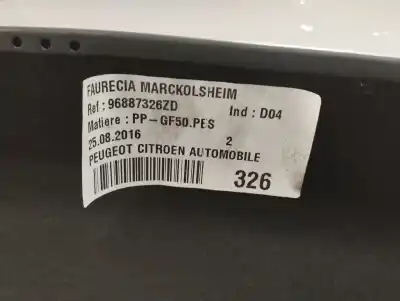 FAURECIA MARCKOLSHEIM
Ref : 96887326ZD Ind : D04
Matiere : PP-GF50.PES
25.08.2016 2
PEUGEOT CITROEN AUTOMOBILE
326